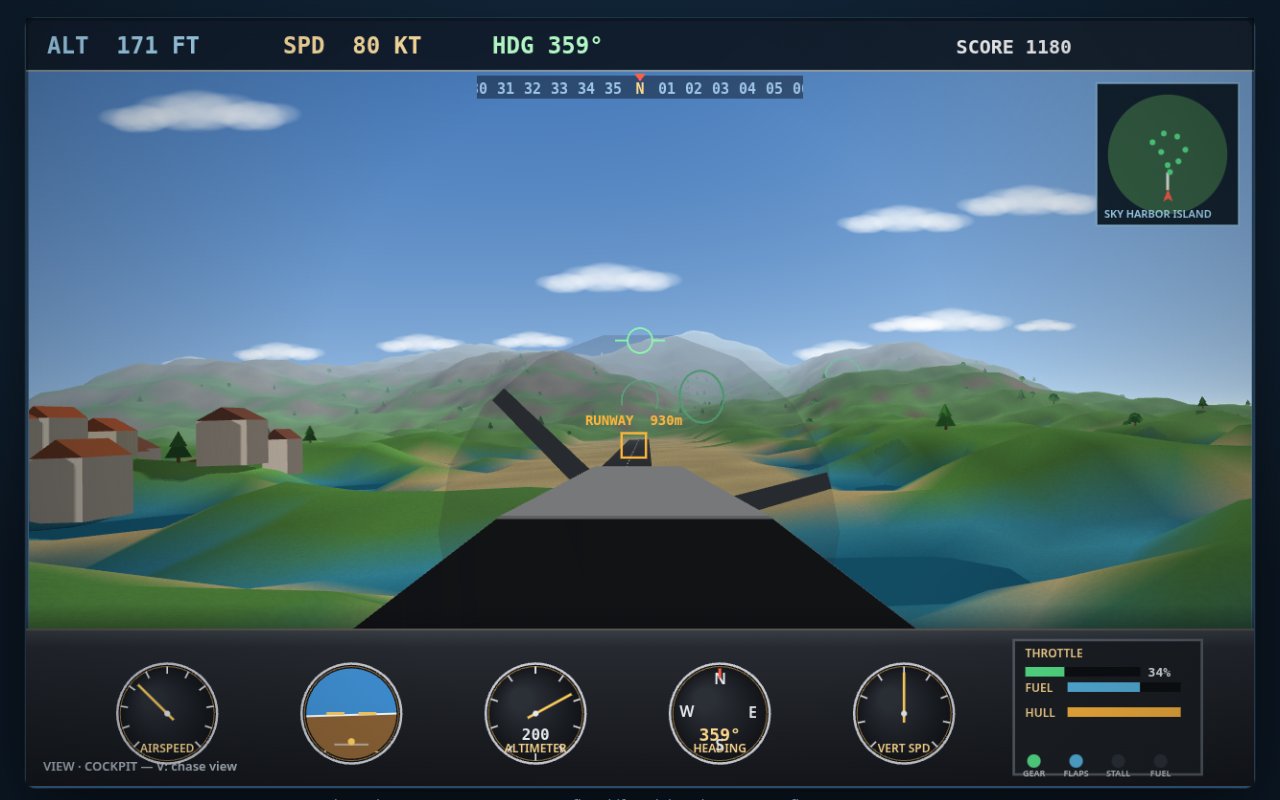 ALT 171 FT SPD 80 KT HDG 359° SCORE 1180
31 32 33 34 35 N 01 02 03 04 05
SKY HARBOR ISLAND
RUNWAY 930m
THROTTLE
34%
FUEL
HULL
N
W E
S
200
359°
AIRSPEED ALTIMETER HEADING VERT SPD
VIEW · COCKPIT — V: chase view
GEAR FLAPS STALL FUEL